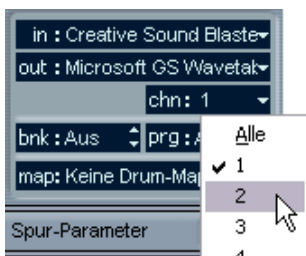 in : Creative Sound Blaste
out : Microsoft GS Wavetak
chn: 1
bnk : Aus prg : A
map: Keine Drum-Map
Alle
1
2
3
4
Spur-Parameter